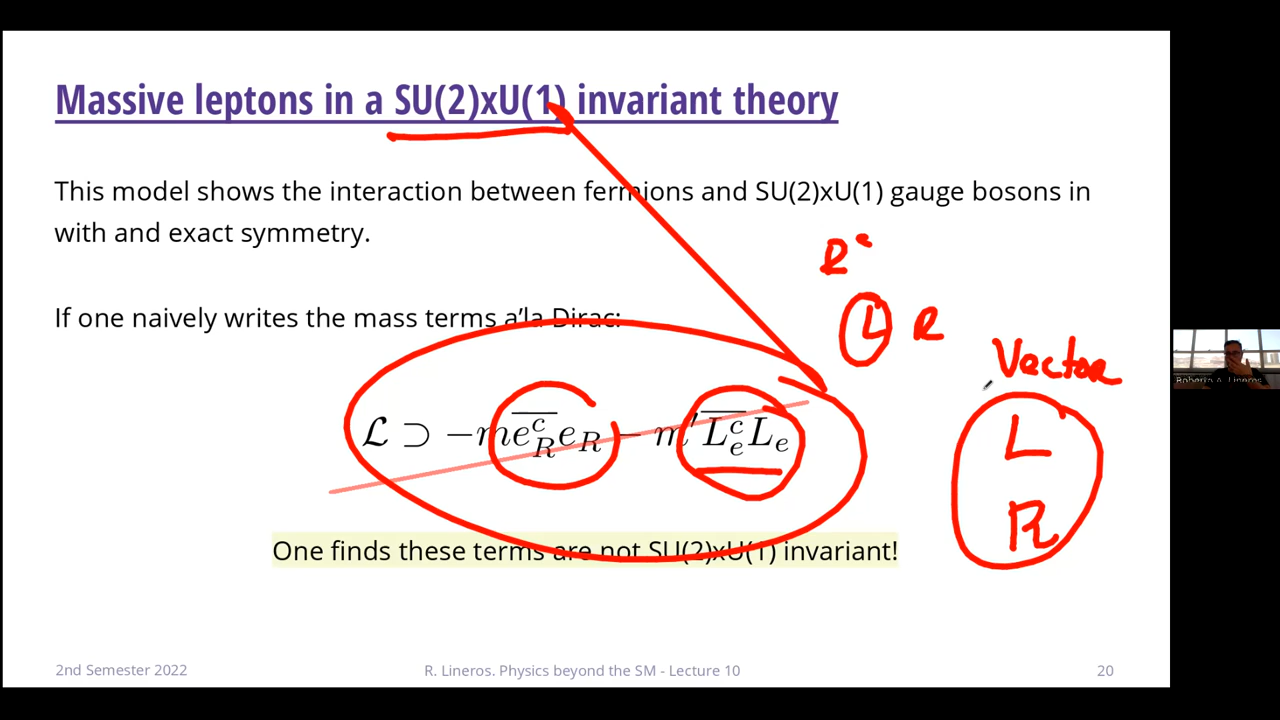 Massive leptons in a SU(2)xU(1) invariant theory
This model shows the interaction between fermions and SU(2)xU(1) gauge bosons in
with and exact symmetry.
R^c
If one naively writes the mass terms a’la Dirac:
L R
Vector
L
R
ℒ ⊃ −m\overline{e_R^c}e_R − m′\overline{L_e^c}L_e
One finds these terms are not SU(2)xU(1) invariant!
Roberto A. Lineros
2nd Semester 2022
R. Lineros. Physics beyond the SM - Lecture 10
20